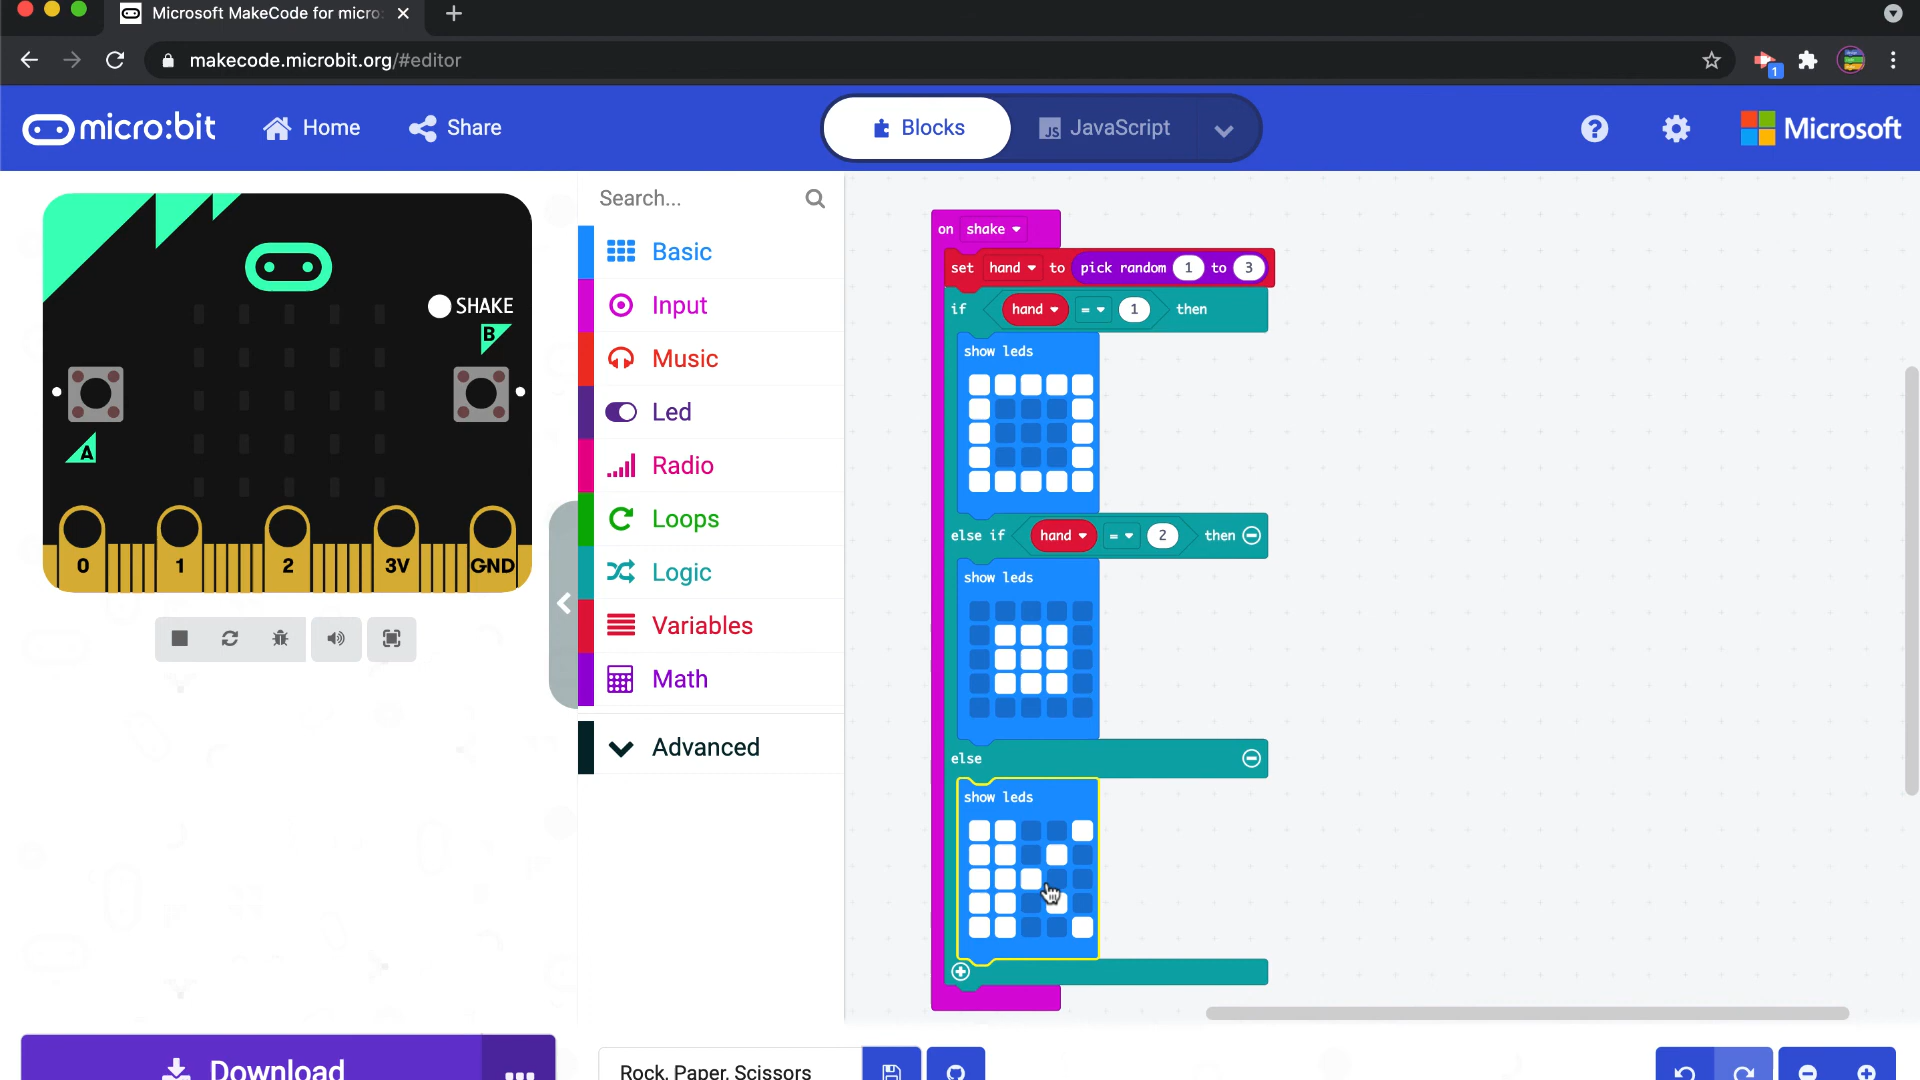 Microsoft MakeCode for micro:
makecode.microbit.org/#editor
1
micro:bit
Home
Share
Blocks
JS
JavaScript
?
Microsoft
Search...
Basic
Input
Music
Led
Radio
Loops
Logic
Variables
Math
Advanced
SHAKE
B
A
0
1
2
3V
GND
on shake
set hand to pick random 1 to 3
if hand = 1 then
show leds
else if hand = 2 then
show leds
else
show leds
Download
Rock, Paper, Scissors